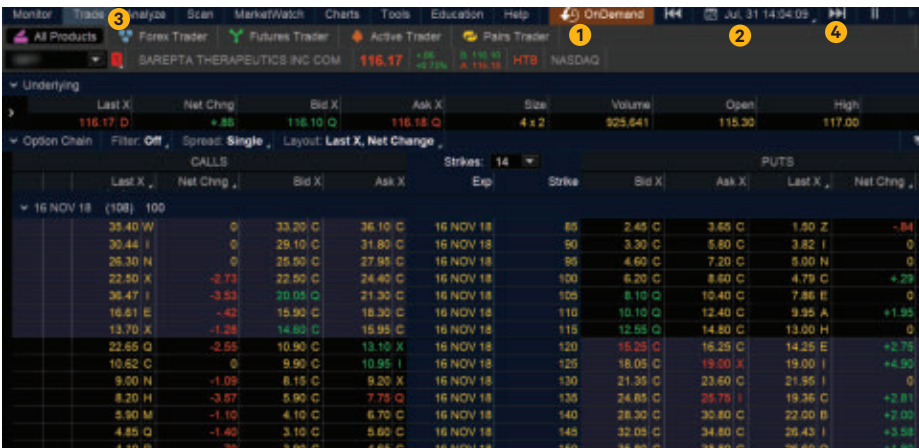 Monitor Trade Analyze Scan MarketWatch Charts Tools Education Help OnDemand Jul, 31 14:04:09
3
1 2 4
All Products Forex Trader Futures Trader Active Trader Pairs Trader
SAREPTA THERAPEUTICS INC COM 116.17 +.86 +0.75% B: 116.10 A: 116.18 HTB NASDAQ
Underlying
Last X Net Chng Bid X Ask X Size Volume Open High
116.17 D +.86 116.10 Q 116.18 Q 4 x 2 925,641 115.30 117.00
Option Chain Filter: Off Spread: Single Layout: Last X, Net Change
CALLS Strikes: 14 PUTS
Last X Net Chng Bid X Ask X Exp Strike Bid X Ask X Last X Net Chng
16 NOV 18 (108) 100
35.40 W 0 33.20 C 36.10 C 16 NOV 18 85 2.45 C 3.65 C 1.50 Z -.84
30.44 I 0 29.10 C 31.80 C 16 NOV 18 90 3.30 C 5.60 C 3.82 I 0
26.30 N 0 25.50 C 27.95 C 16 NOV 18 95 4.60 C 7.20 C 5.00 N 0
22.50 X -2.73 22.50 C 24.40 C 16 NOV 18 100 6.20 C 8.60 C 4.79 C +.29
36.47 I -3.53 20.05 Q 21.30 C 16 NOV 18 105 8.10 Q 10.40 C 7.86 E 0
16.61 E -.42 15.90 C 18.30 C 16 NOV 18 110 10.10 Q 12.40 C 9.95 A +1.95
13.70 X -1.28 14.80 C 15.95 C 16 NOV 18 115 12.55 Q 14.80 C 13.00 H 0
22.65 Q -2.55 10.90 C 13.10 X 16 NOV 18 120 15.25 C 16.25 C 14.25 E +2.75
10.62 C 0 9.90 C 10.95 I 16 NOV 18 125 18.05 C 19.00 X 19.00 I +4.90
9.00 N -1.09 8.15 C 9.20 X 16 NOV 18 130 21.35 C 23.60 C 21.95 I 0
8.20 H -3.57 5.90 C 7.75 Q 16 NOV 18 135 24.85 C 25.75 I 19.36 C +2.81
5.90 M -1.10 4.10 C 6.70 C 16 NOV 18 140 28.30 C 30.80 C 22.00 B +2.00
4.85 Q -1.40 3.10 C 5.60 C 16 NOV 18 145 32.05 C 34.80 C 26.43 I +3.58